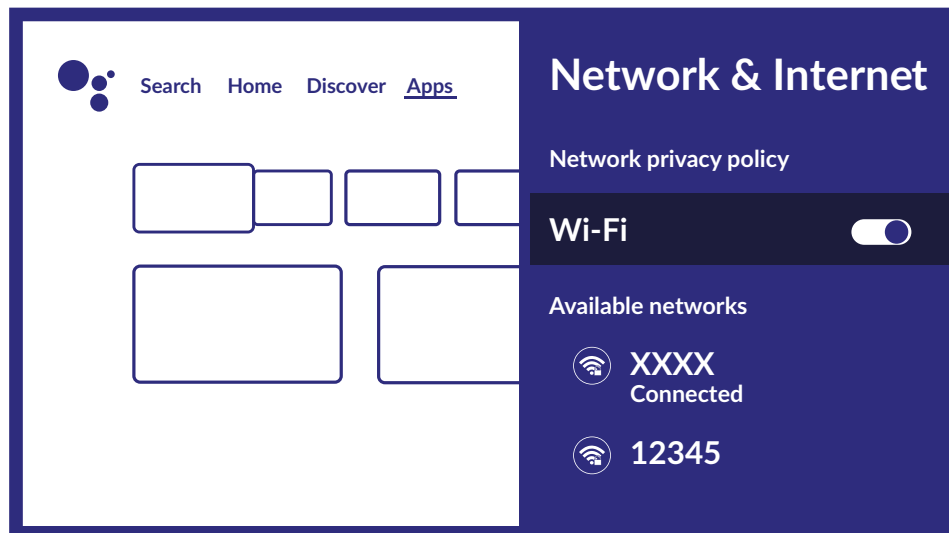 Search Home Discover Apps
Network & Internet
Network privacy policy
Wi-Fi
Available networks
XXXX
Connected
12345